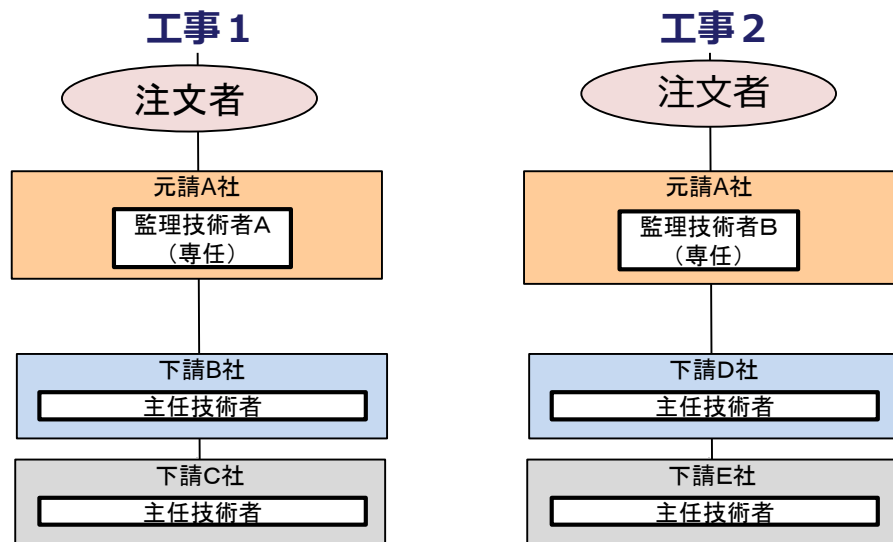 工事１
注文者
元請A社
監理技術者A
（専任）
下請B社
主任技術者
下請C社
主任技術者
工事２
注文者
元請A社
監理技術者B
（専任）
下請D社
主任技術者
下請E社
主任技術者